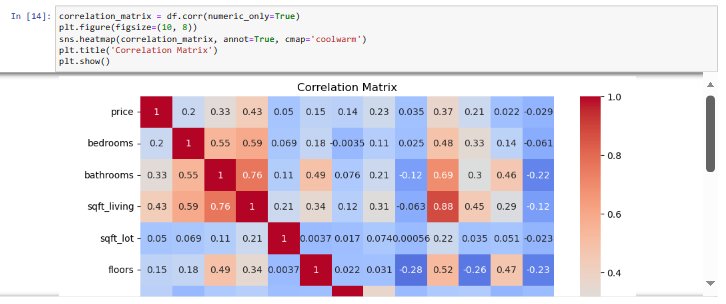 In [14]: correlation_matrix = df.corr(numeric_only=True)
plt.figure(figsize=(10, 8))
sns.heatmap(correlation_matrix, annot=True, cmap='coolwarm')
plt.title('Correlation Matrix')
plt.show()
Correlation Matrix
price 1 0.2 0.33 0.43 0.05 0.15 0.14 0.23 0.035 0.37 0.21 0.022 -0.029
bedrooms 0.2 1 0.55 0.59 0.069 0.18 -0.0035 0.11 0.025 0.48 0.33 0.14 -0.061
bathrooms 0.33 0.55 1 0.76 0.11 0.49 0.076 0.21 -0.12 0.69 0.3 0.46 -0.22
sqft_living 0.43 0.59 0.76 1 0.21 0.34 0.12 0.31 -0.063 0.88 0.45 0.29 -0.12
sqft_lot 0.05 0.069 0.11 0.21 1 0.0037 0.017 0.074 0.00056 0.22 0.035 0.051 -0.023
floors 0.15 0.18 0.49 0.34 0.0037 1 0.022 0.031 -0.28 0.52 -0.26 0.47 -0.23
1.0
0.8
0.6
0.4